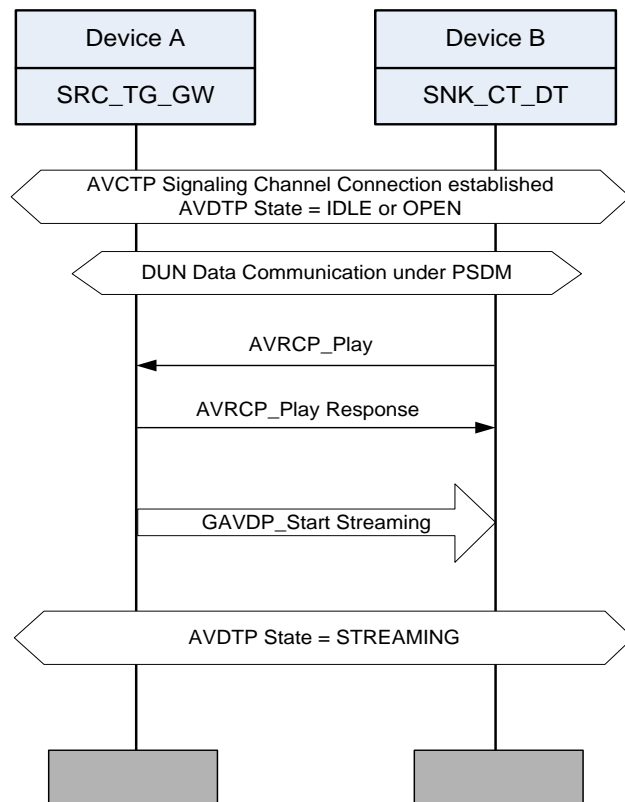 Device A
SRC_TG_GW
Device B
SNK_CT_DT
AVCTP Signaling Channel Connection established
AVDTP State = IDLE or OPEN
DUN Data Communication under PSDM
AVRCP_Play
AVRCP_Play Response
GAVDP_Start Streaming
AVDTP State = STREAMING